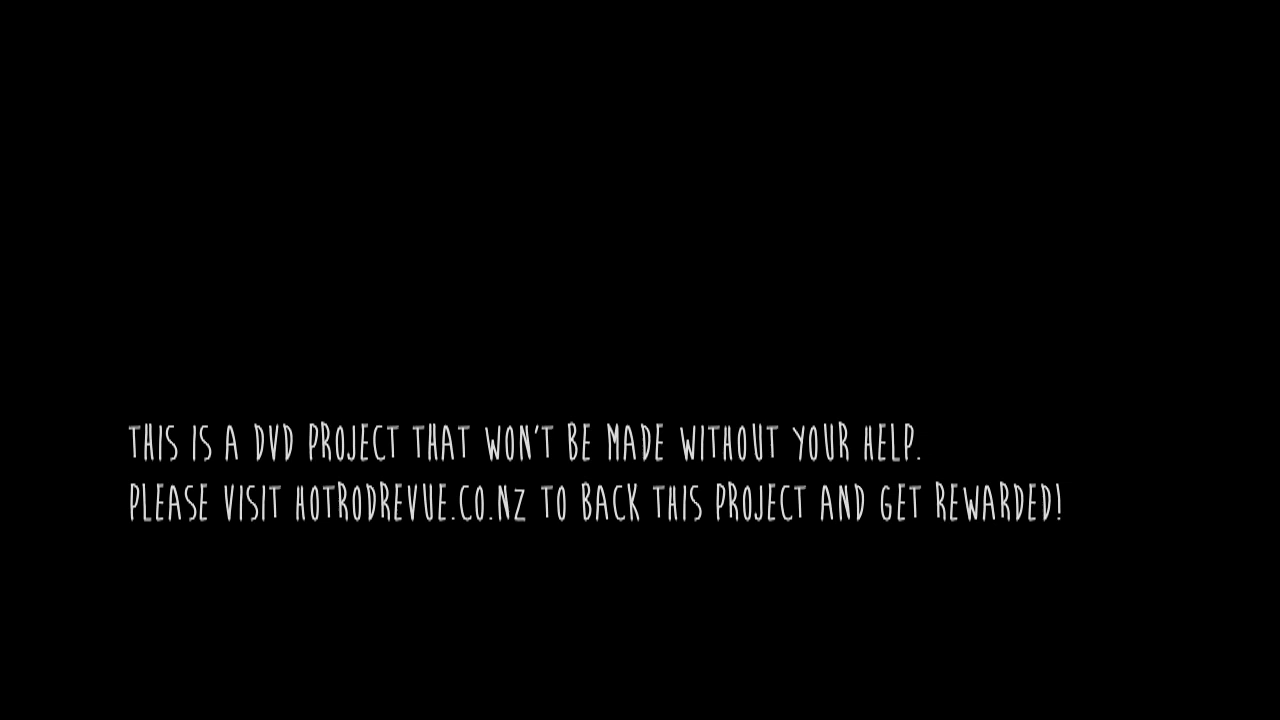 THIS IS A DVD PROJECT THAT WON'T BE MADE WITHOUT YOUR HELP.
PLEASE VISIT HOTRODREVUE.CO.NZ TO BACK THIS PROJECT AND GET REWARDED!